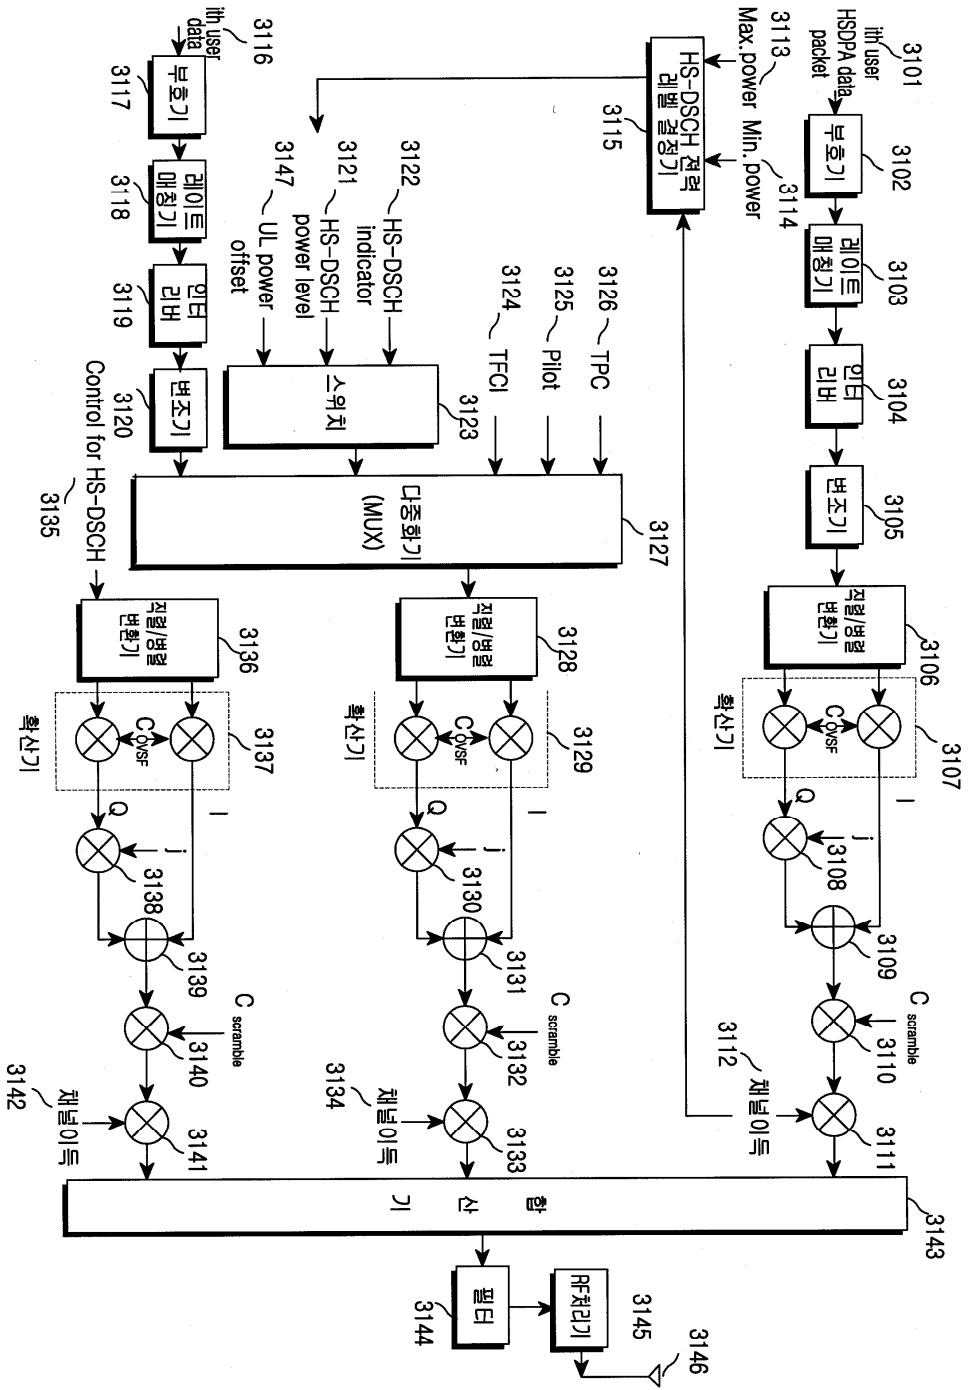 3101
ith user
HSDPA data
packet
부호기
3102
레이트
매칭기
3103
인터
리버
3104
변조기
3105
직렬/병렬
변환기
3106
C OVSF
확산기
3107
I
Q
j
3108
3109
C scramble
3110
3111
3112
채널이득
3113
Max. power
3114
Min. power
HS-DSCH 전력
레벨 결정기
3115
3126
TPC
3125
Pilot
3124
TFCI
3122
HS-DSCH
indicator
3121
HS-DSCH
power level
3147
UL power
offset
스위치
3123
3116
ith user
data
부호기
3117
레이트
매칭기
3118
인터
리버
3119
변조기
3120
다중화기
(MUX)
3127
직렬/병렬
변환기
3128
C OVSF
확산기
3129
I
Q
j
3130
3131
C scramble
3132
3133
3134
채널이득
3135
Control for HS-DSCH
직렬/병렬
변환기
3136
C OVSF
확산기
3137
I
Q
j
3138
3139
C scramble
3140
3141
3142
채널이득
합
산
기
3143
필터
3144
RF처리기
3145
3146